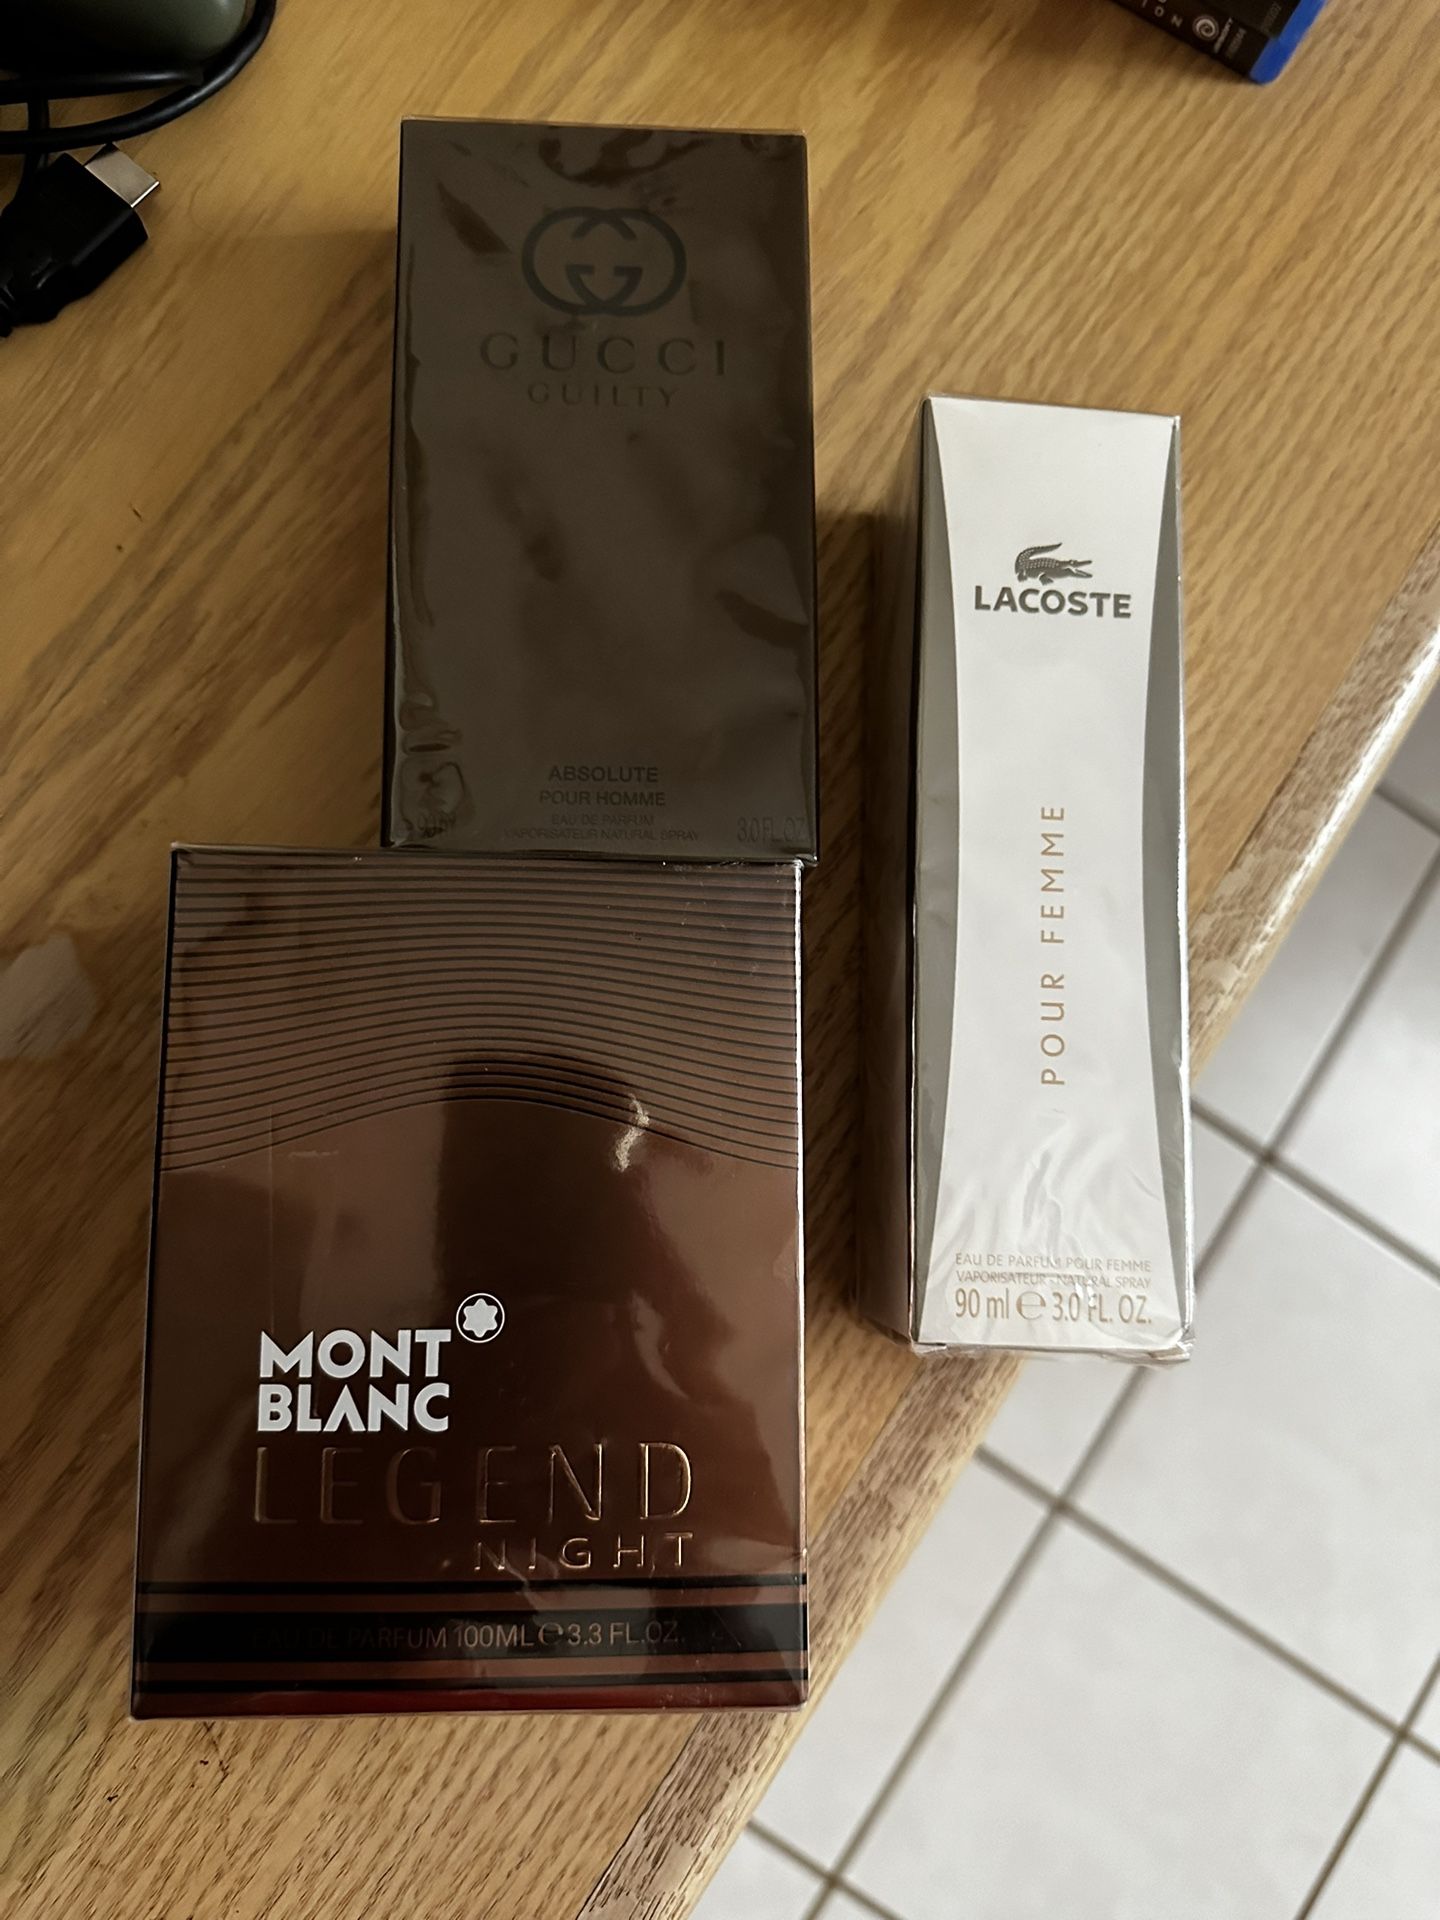 GUCCI
GUILTY
ABSOLUTE
POUR HOMME
EAU DE PARFUM
VAPORISATEUR NATURAL SPRAY
3.0 FL.OZ
LACOSTE
POUR FEMME
EAU DE PARFUM POUR FEMME
VAPORISATEUR - NATURAL SPRAY
90 ml e 3.0 FL. OZ.
MONT
BLANC
LEGEND
NIGHT
EAU DE PARFUM 100ML e 3.3 FL.OZ.